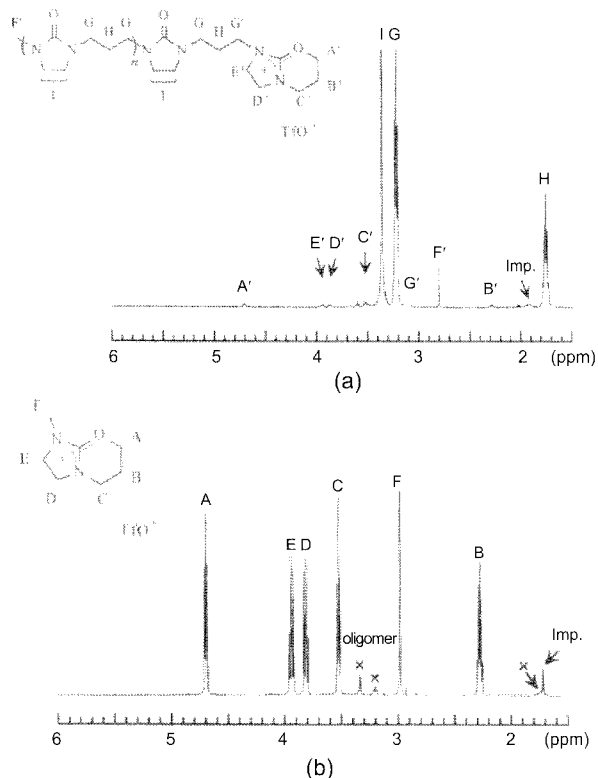 O O
F' G G G G'
N N H N N H N O A'
n E' + N B'
I I D' C'
TfO⁻
I G
H
E' D' C' F'
A' G' B' Imp.
6 5 4 3 2 (ppm)
(a)
F
N O A
E + N B
D C
TfO⁻
A C F
E D B
oligomer Imp.
× × ×
6 5 4 3 2 (ppm)
(b)